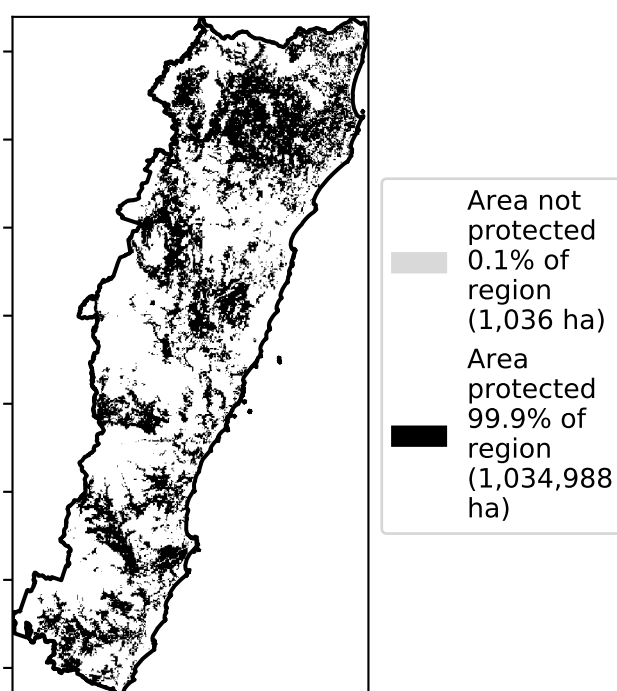 Area not
protected
0.1% of
region
(1,036 ha)
Area
protected
99.9% of
region
(1,034,988
ha)